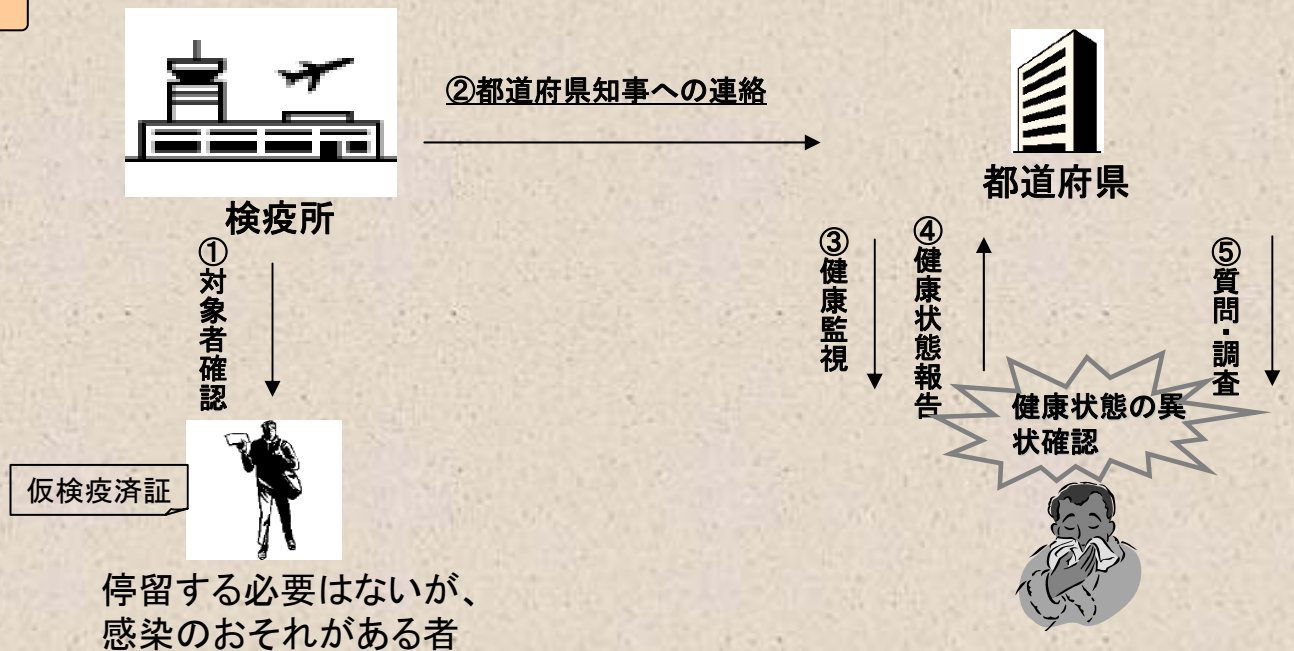 ②都道府県知事への連絡
検疫所
都道府県
①対象者確認
③健康監視
④健康状態報告
⑤質問・調査
健康状態の異
状確認
仮検疫済証
停留する必要はないが、
感染のおそれがある者